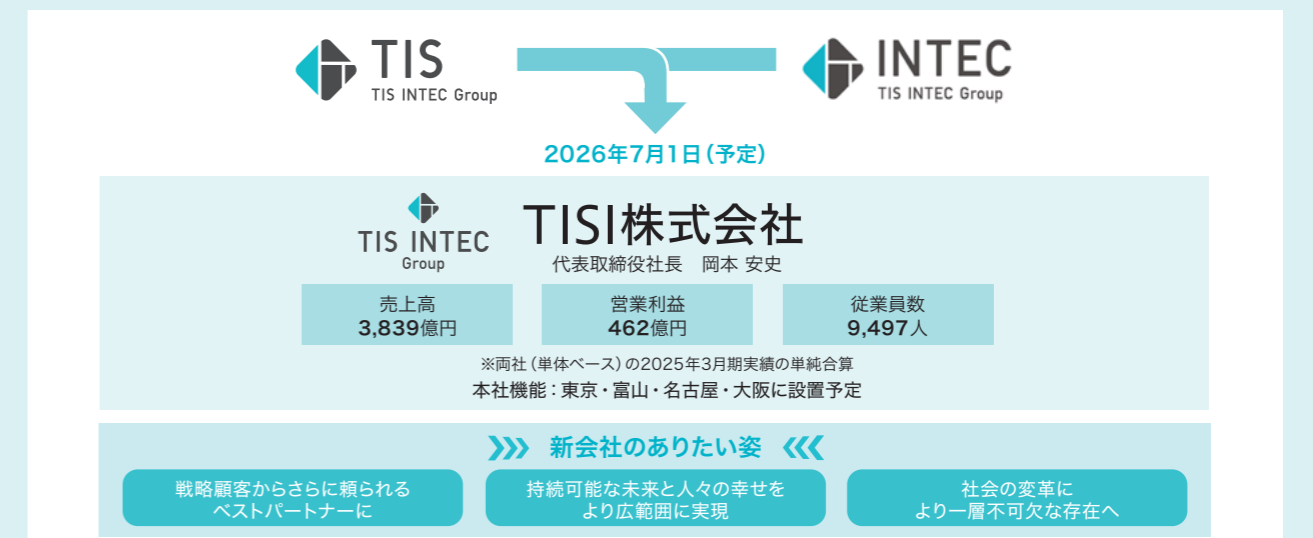 TIS
TIS INTEC Group
INTEC
TIS INTEC Group
2026年7月1日(予定)
TIS INTEC
Group
TISI株式会社
代表取締役社長　岡本 安史
売上高
3,839億円
営業利益
462億円
従業員数
9,497人
※両社(単体ベース)の2025年3月期実績の単純合算
本社機能：東京・富山・名古屋・大阪に設置予定
新会社のありたい姿
戦略顧客からさらに頼られる
ベストパートナーに
持続可能な未来と人々の幸せを
より広範囲に実現
社会の変革に
より一層不可欠な存在へ